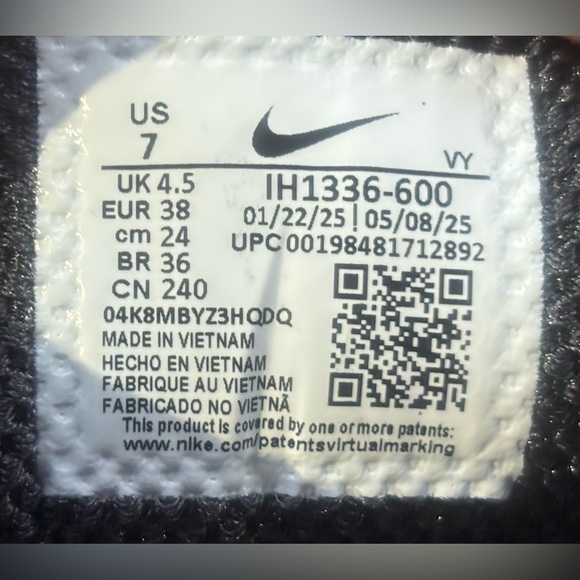 US
7
VY
UK 4.5
EUR 38
cm 24
BR 36
CN 240
IH1336-600
01/22/25 | 05/08/25
UPC 00198481712892
04K8MBYZ3HQDQ
MADE IN VIETNAM
HECHO EN VIETNAM
FABRIQUE AU VIETNAM
FABRICADO NO VIETNÃ
This product is covered by one or more patents:
www.nike.com/patentsvirtualmarking